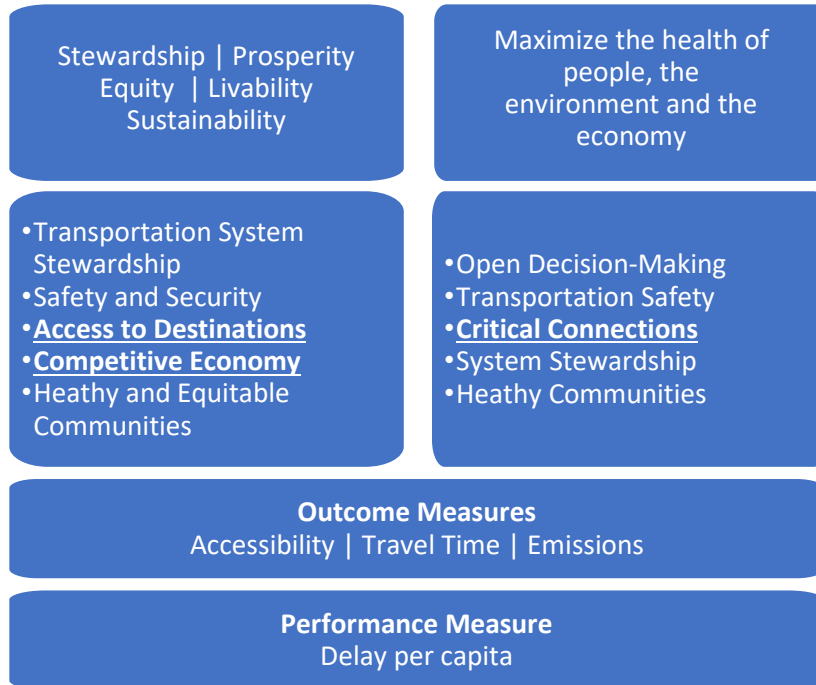 Stewardship | Prosperity
Equity | Livability
Sustainability
Maximize the health of
people, the
environment and the
economy
•Transportation System
Stewardship
•Safety and Security
•Access to Destinations
•Competitive Economy
•Heathy and Equitable
Communities
•Open Decision-Making
•Transportation Safety
•Critical Connections
•System Stewardship
•Heathy Communities
Outcome Measures
Accessibility | Travel Time | Emissions
Performance Measure
Delay per capita